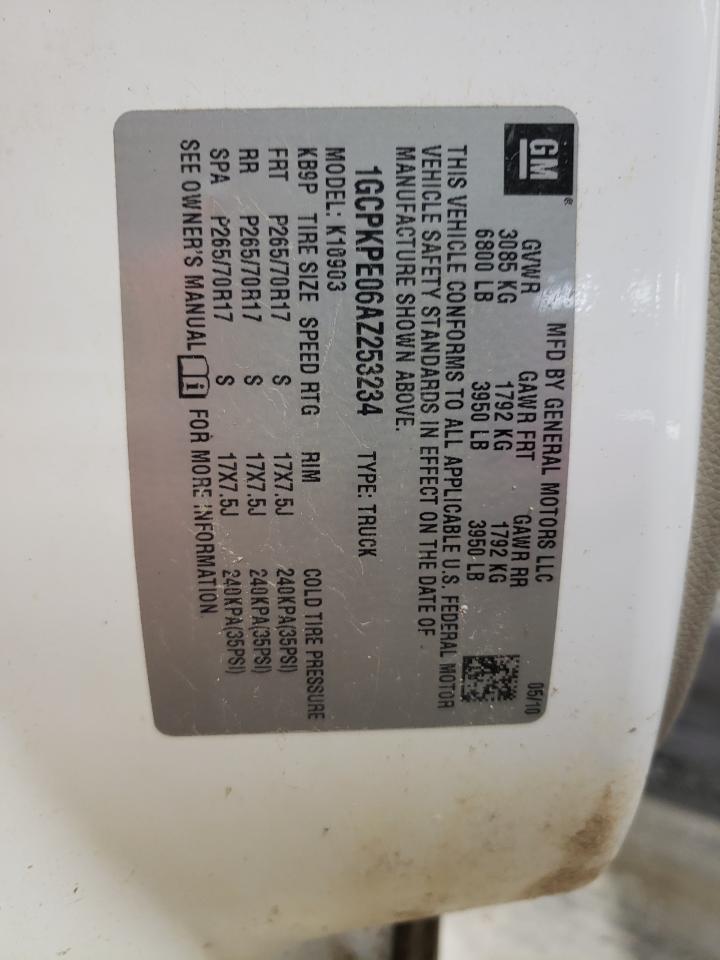 GM®
MFD BY GENERAL MOTORS LLC 05/10
GVWR GAWR FRT GAWR RR
3085 KG 1792 KG 1792 KG
6800 LB 3950 LB 3950 LB
THIS VEHICLE CONFORMS TO ALL APPLICABLE U.S. FEDERAL MOTOR
VEHICLE SAFETY STANDARDS IN EFFECT ON THE DATE OF
MANUFACTURE SHOWN ABOVE.
1GCPKPE06AZ253234 TYPE: TRUCK
MODEL: K10903
KB9P TIRE SIZE SPEED RTG RIM COLD TIRE PRESSURE
FRT P265/70R17 S 17X7.5J 240KPA(35PSI)
RR P265/70R17 S 17X7.5J 240KPA(35PSI)
SPA P265/70R17 S 17X7.5J 240KPA(35PSI)
SEE OWNER'S MANUAL i FOR MORE INFORMATION.